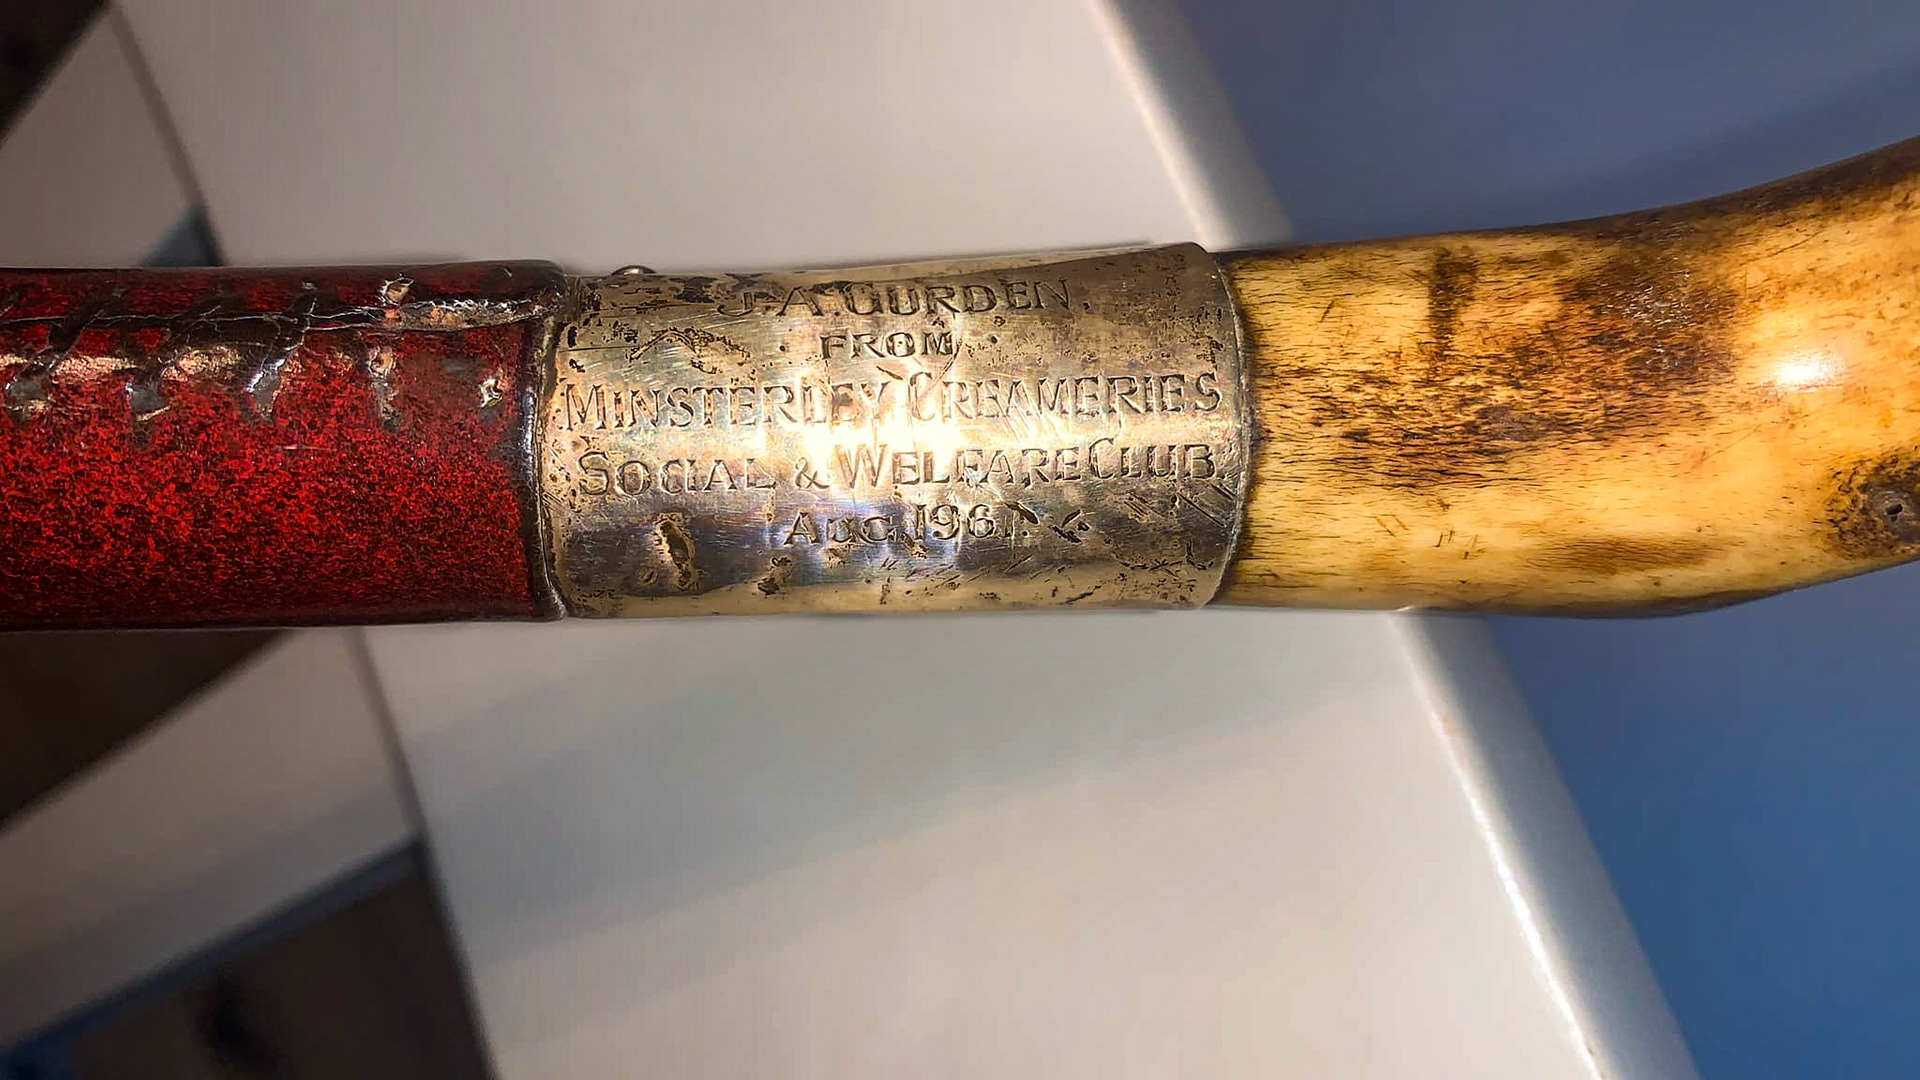 J.A. GURDEN.
FROM
MINSTERLEY CREAMERIES
SOCIAL & WELFARE CLUB.
AUG. 1961.